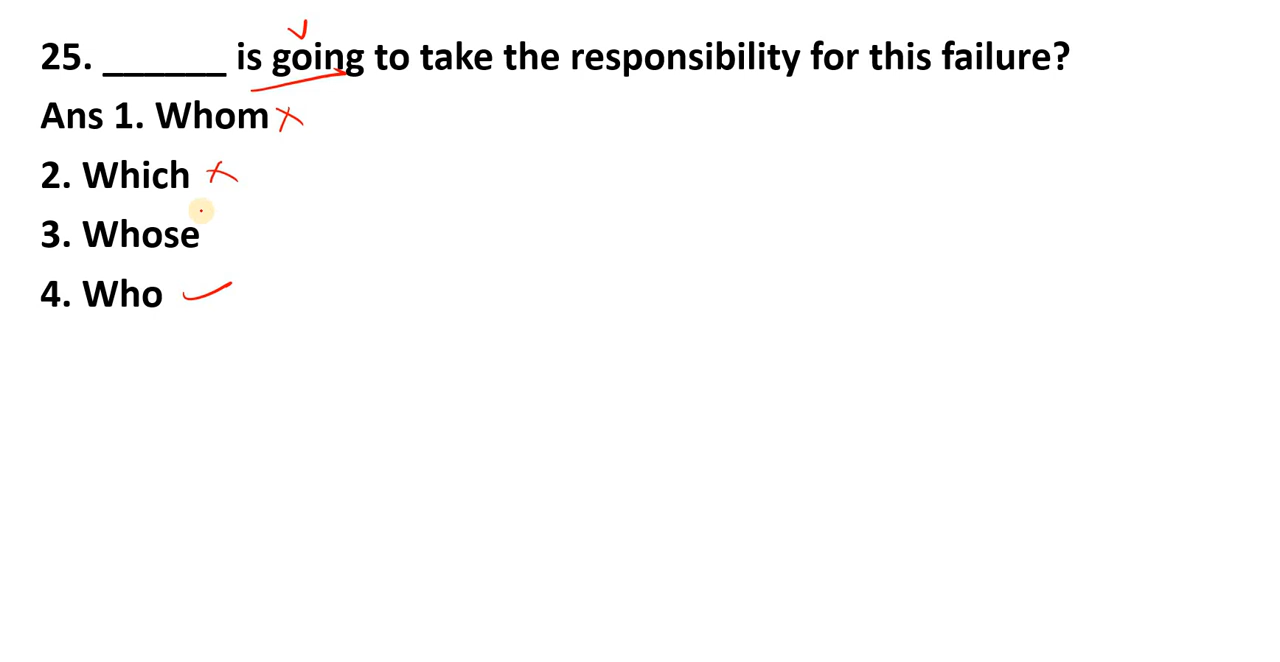 25. ______ is going to take the responsibility for this failure?
Ans 1. Whom
2. Which
3. Whose
4. Who